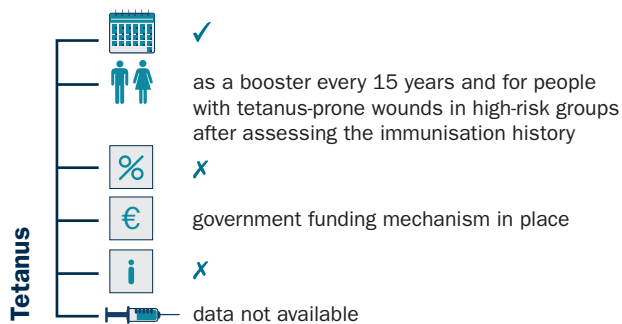 ✓
as a booster every 15 years and for people
with tetanus-prone wounds in high-risk groups
after assessing the immunisation history
%
✗
€
government funding mechanism in place
i
✗
data not available
Tetanus